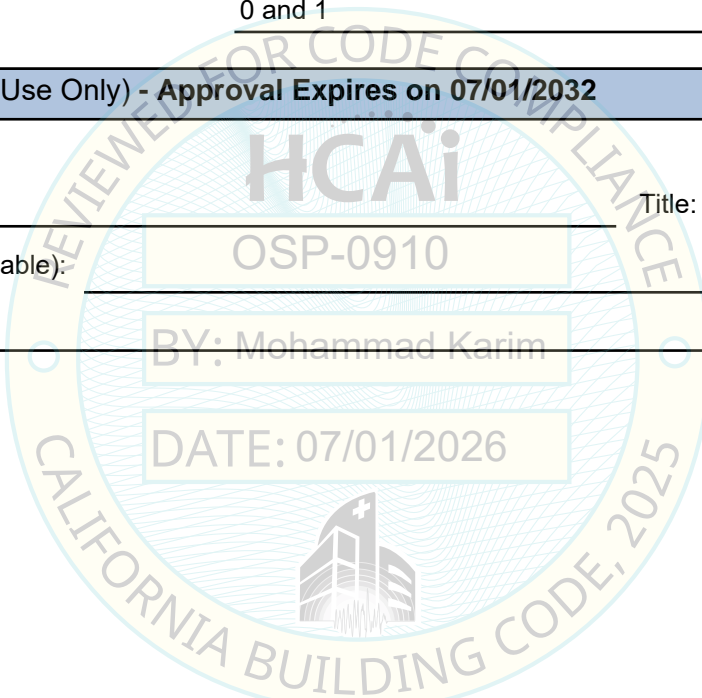 0 and 1
Use Only) - Approval Expires on 07/01/2032
REVIEWED FOR CODE COMPLIANCE
HCAi
Title:
OSP-0910
able):
BY: Mohammad Karim
DATE: 07/01/2026
CALIFORNIA BUILDING CODE, 2025